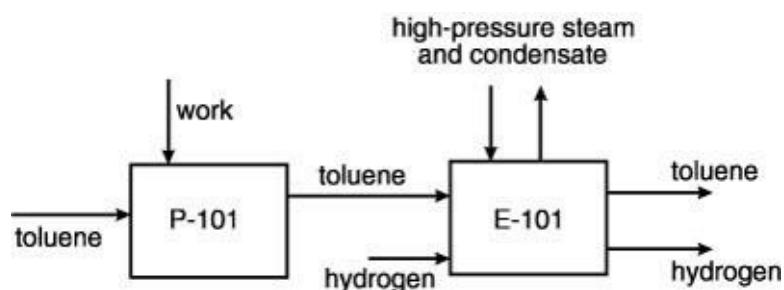 high-pressure steam
and condensate
work
toluene
toluene
P-101
E-101
toluene
hydrogen
hydrogen